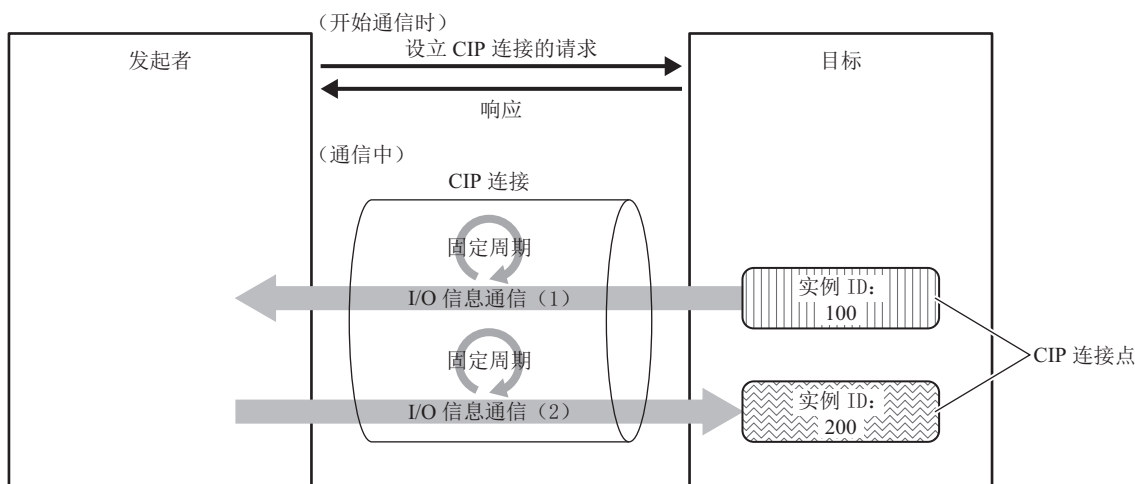 （开始通信时）
发起者
设立 CIP 连接的请求
目标
响应
（通信中）
CIP 连接
固定周期
I/O 信息通信（1）
实例 ID：
100
固定周期
CIP 连接点
I/O 信息通信（2）
实例 ID：
200